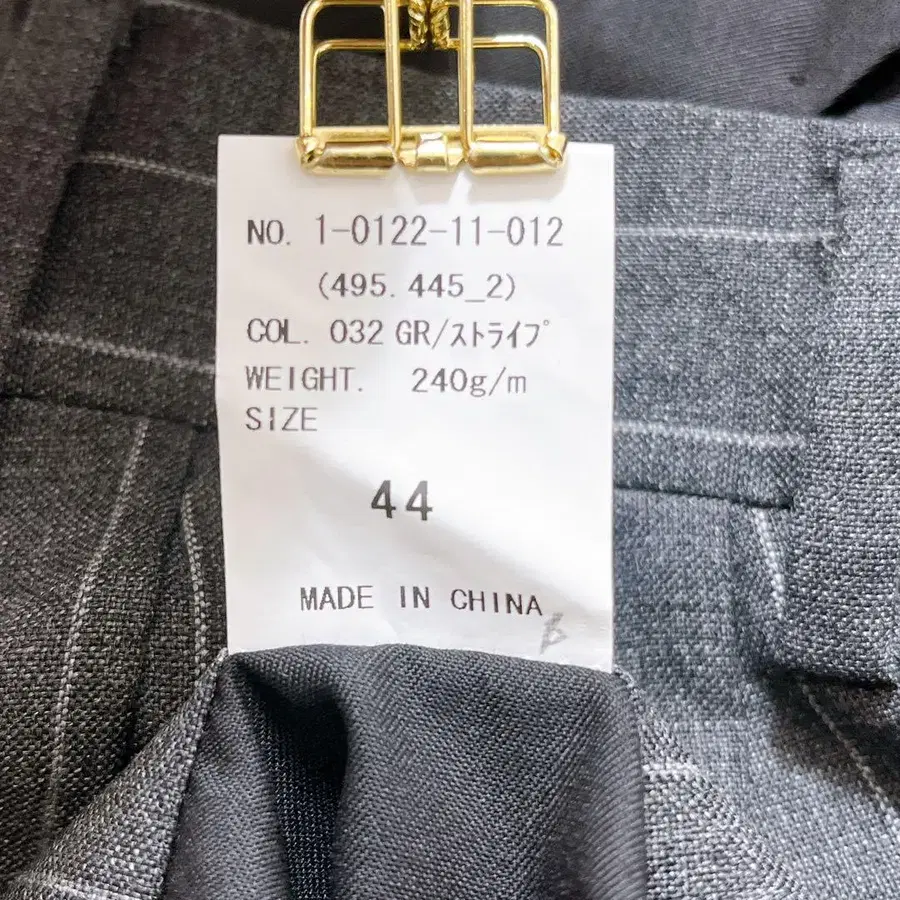 NO. 1-0122-11-012
(495.445_2)
COL. 032 GR/ｽﾄﾗｲﾌﾟ
WEIGHT. 240g/m
SIZE
44
MADE IN CHINA
B